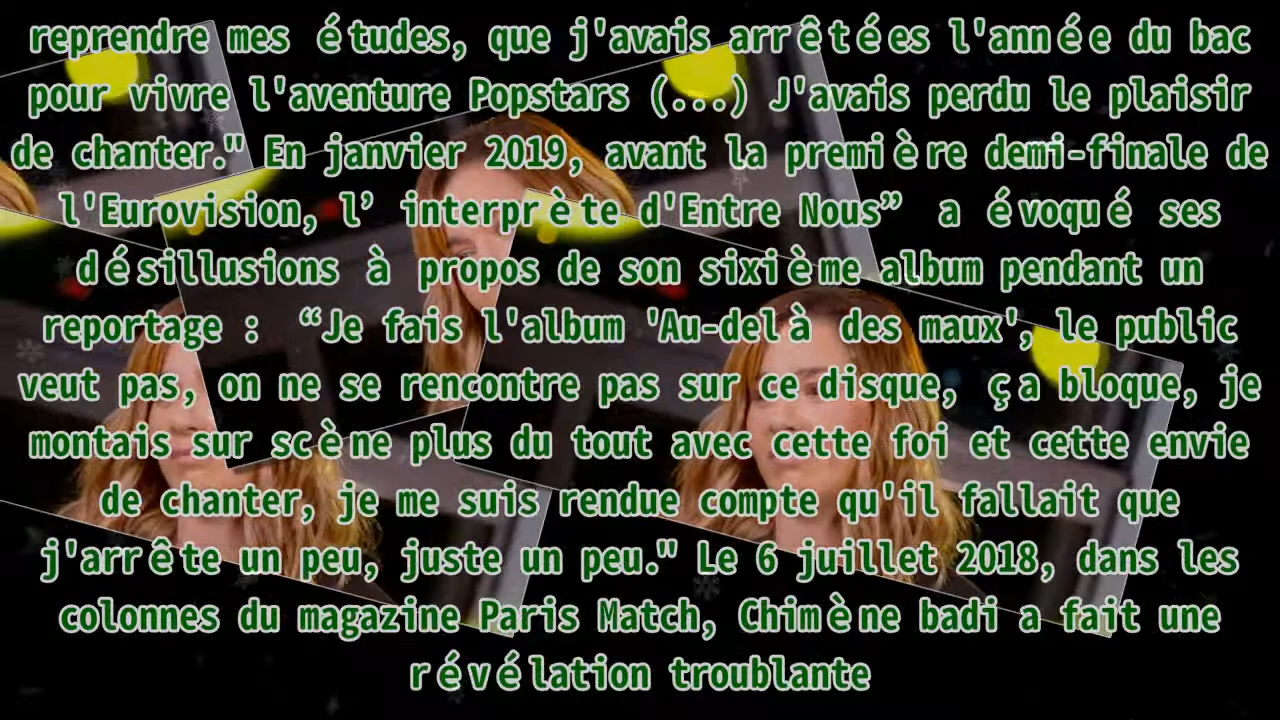 reprendre mes études, que j'avais arrêtées l'année du bac
pour vivre l'aventure Popstars (...) J'avais perdu le plaisir
de chanter." En janvier 2019, avant la première demi-finale de
l'Eurovision, l’ interprète d'Entre Nous” a évoqué ses
désillusions à propos de son sixième album pendant un
reportage : “Je fais l'album 'Au-delà des maux', le public
veut pas, on ne se rencontre pas sur ce disque, ça bloque, je
montais sur scène plus du tout avec cette foi et cette envie
de chanter, je me suis rendue compte qu'il fallait que
j'arrête un peu, juste un peu." Le 6 juillet 2018, dans les
colonnes du magazine Paris Match, Chimène badi a fait une
révélation troublante